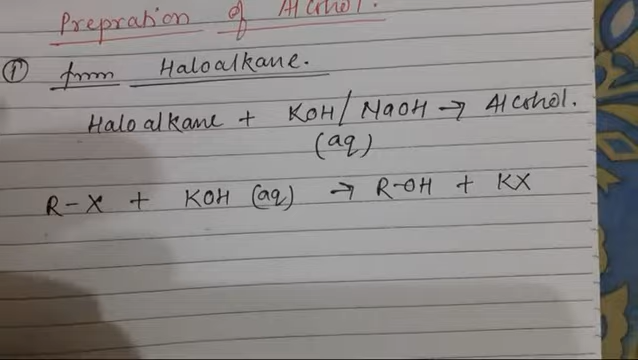 Prepration of Alcohol.
① from Haloalkane.
Haloalkane + KOH/NaOH → Alcohol.
(aq)
R-X + KOH (aq) → R-OH + KX